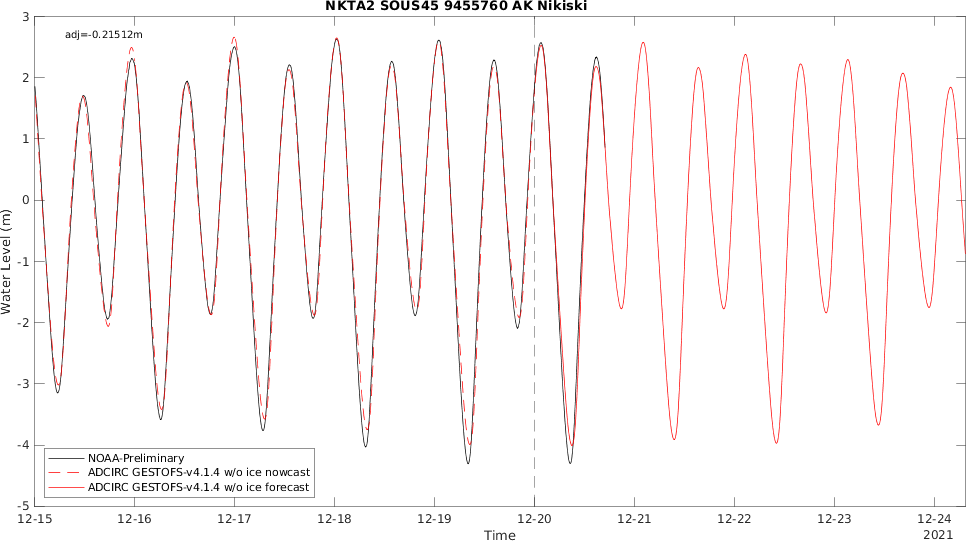 NKTA2 SOUS45 9455760 AK Nikiski
adj=-0.21512m
3
2
1
0
-1
-2
-3
-4
-5
Water Level (m)
NOAA-Preliminary
ADCIRC GESTOFS-v4.1.4 w/o ice nowcast
ADCIRC GESTOFS-v4.1.4 w/o ice forecast
12-15 12-16 12-17 12-18 12-19 12-20 12-21 12-22 12-23 12-24
Time
2021